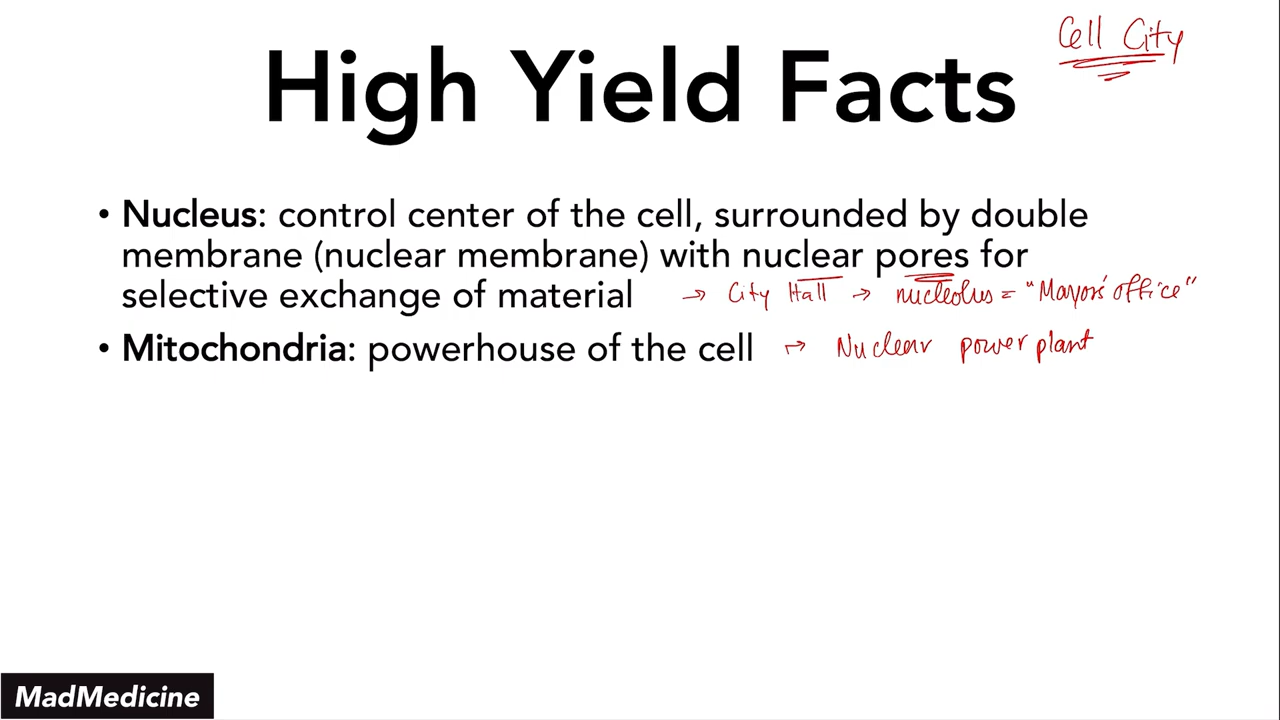 Cell City
High Yield Facts
• Nucleus: control center of the cell, surrounded by double
membrane (nuclear membrane) with nuclear pores for
selective exchange of material → City Hall → nucleolus = "Mayors' office"
• Mitochondria: powerhouse of the cell → Nuclear power plant
MadMedicine